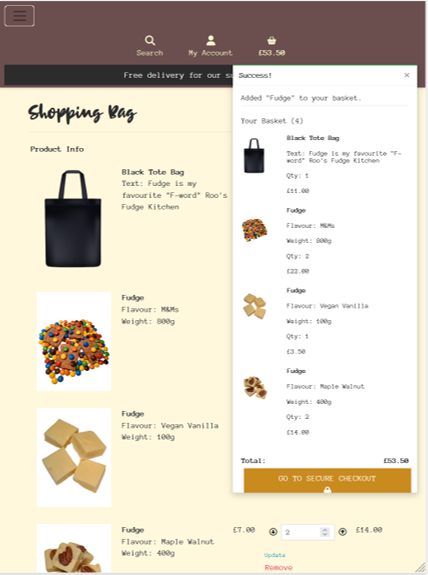 Search
My Account
£53.50
Free delivery for our su
Success!
×
Added "Fudge" to your basket.
Your Basket (4)
Black Tote Bag
Text: Fudge is my favourite "F-
word" Roo's Fudge Kitchen
Qty: 1
£11.00
Fudge
Flavour: M&Ms
Weight: 800g
Qty: 2
£22.00
Fudge
Flavour: Vegan Vanilla
Weight: 100g
Qty: 1
£3.50
Fudge
Flavour: Maple Walnut
Weight: 400g
Qty: 2
£14.00
Total: £53.50
GO TO SECURE CHECKOUT
Shopping Bag
Product Info
Black Tote Bag
Text: Fudge is my
favourite "F-word" Roo's
Fudge Kitchen
Fudge
Flavour: M&Ms
Weight: 800g
Fudge
Flavour: Vegan Vanilla
Weight: 100g
Fudge
Flavour: Maple Walnut
Weight: 400g
£7.00 2 £14.00
Update
Remove